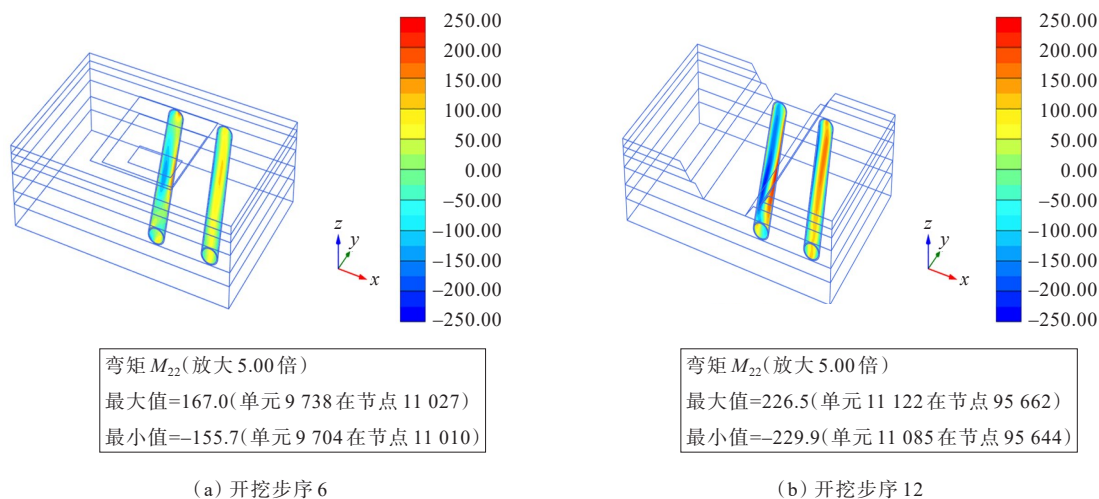 250.00
200.00
150.00
100.00
50.00
0.00
−50.00
−100.00
−150.00
−200.00
−250.00
z
y
x
弯矩 M22(放大 5.00 倍)
最大值=167.0(单元 9 738 在节点 11 027)
最小值=−155.7(单元 9 704 在节点 11 010)
(a) 开挖步序 6
250.00
200.00
150.00
100.00
50.00
0.00
−50.00
−100.00
−150.00
−200.00
−250.00
z
y
x
弯矩 M22(放大 5.00 倍)
最大值=226.5(单元 11 122 在节点 95 662)
最小值=−229.9(单元 11 085 在节点 95 644)
(b) 开挖步序 12